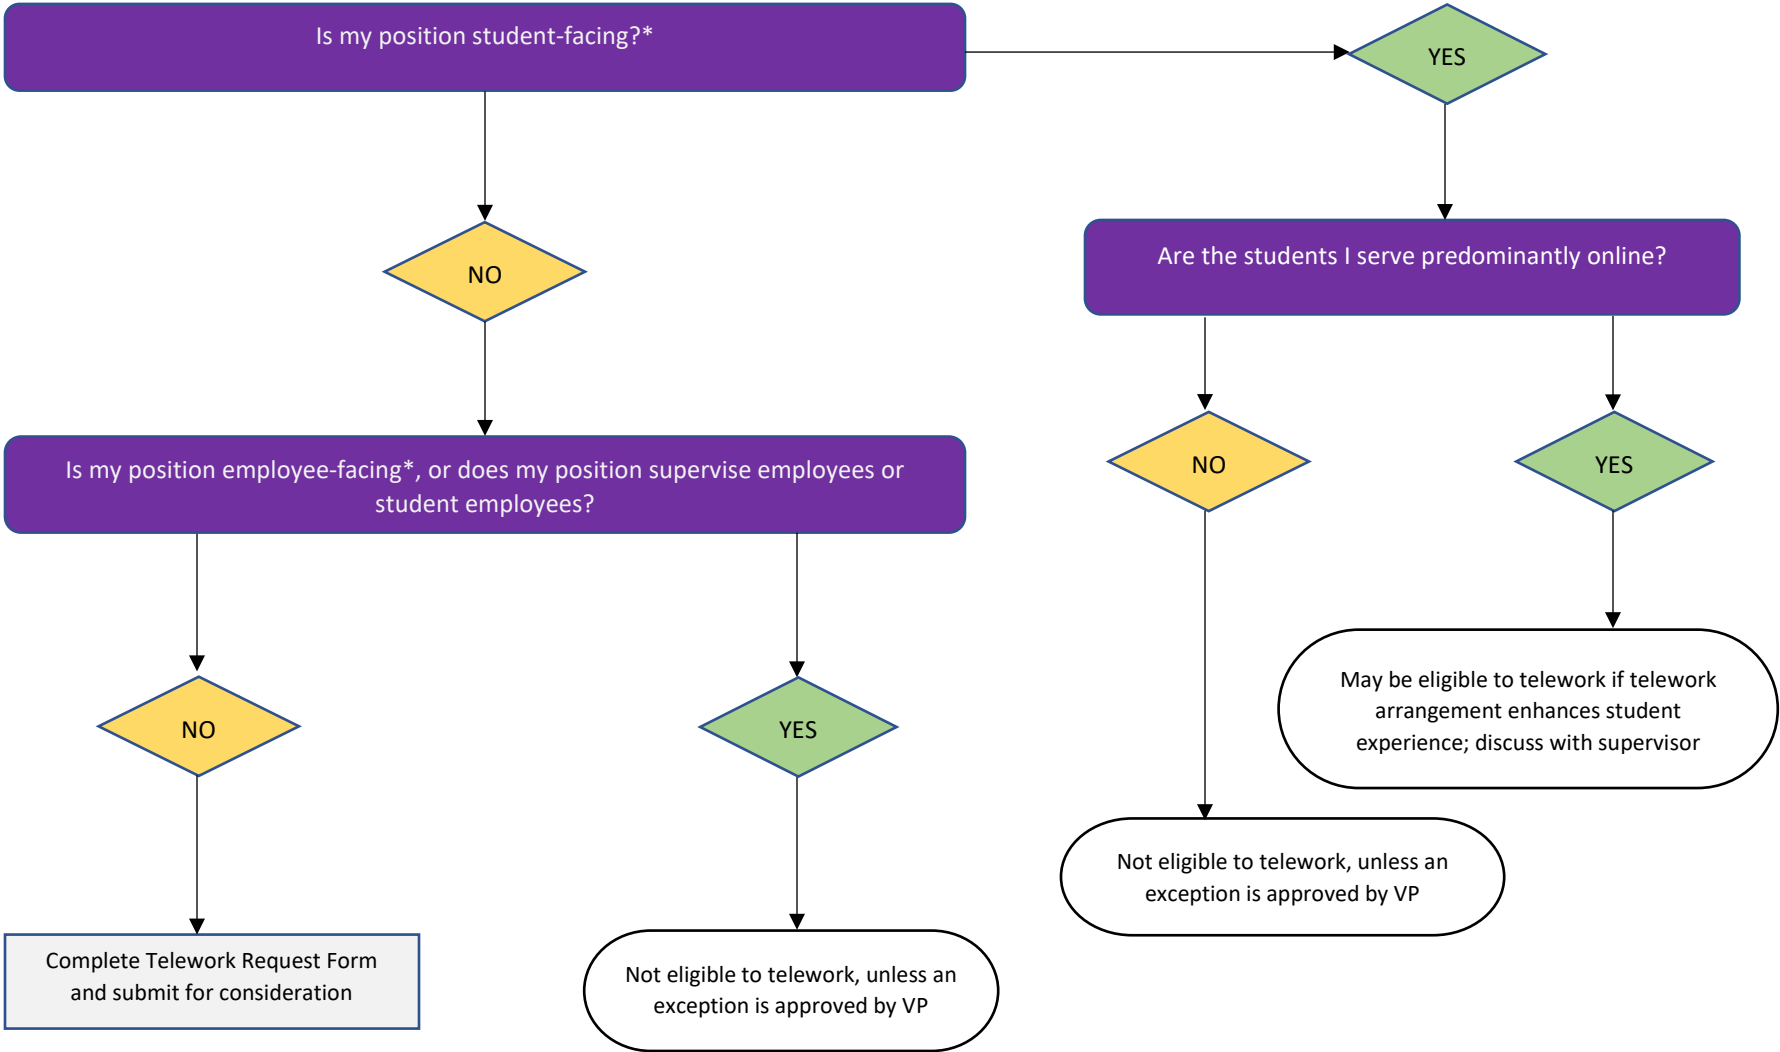 Is my position student-facing?*
YES
NO
Are the students I serve predominantly online?
Is my position employee-facing*, or does my position supervise employees or
student employees?
NO
YES
NO
YES
May be eligible to telework if telework
arrangement enhances student
experience; discuss with supervisor
Not eligible to telework, unless an
exception is approved by VP
Complete Telework Request Form
and submit for consideration
Not eligible to telework, unless an
exception is approved by VP